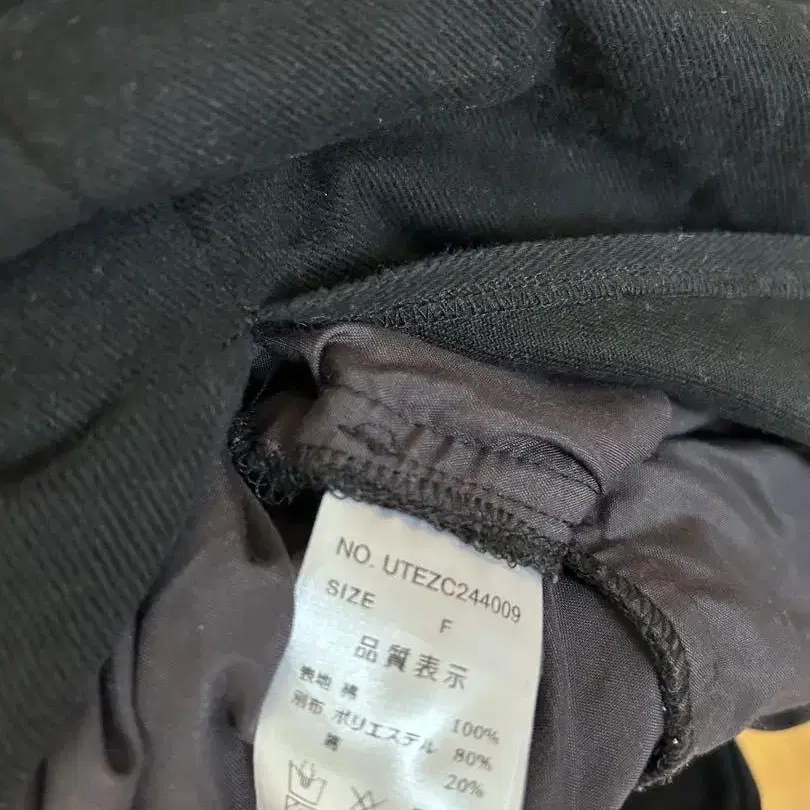 NO. UTEZC244009
SIZE F
品質表示
表地 綿 100%
別布 ポリエステル 80%
綿 20%